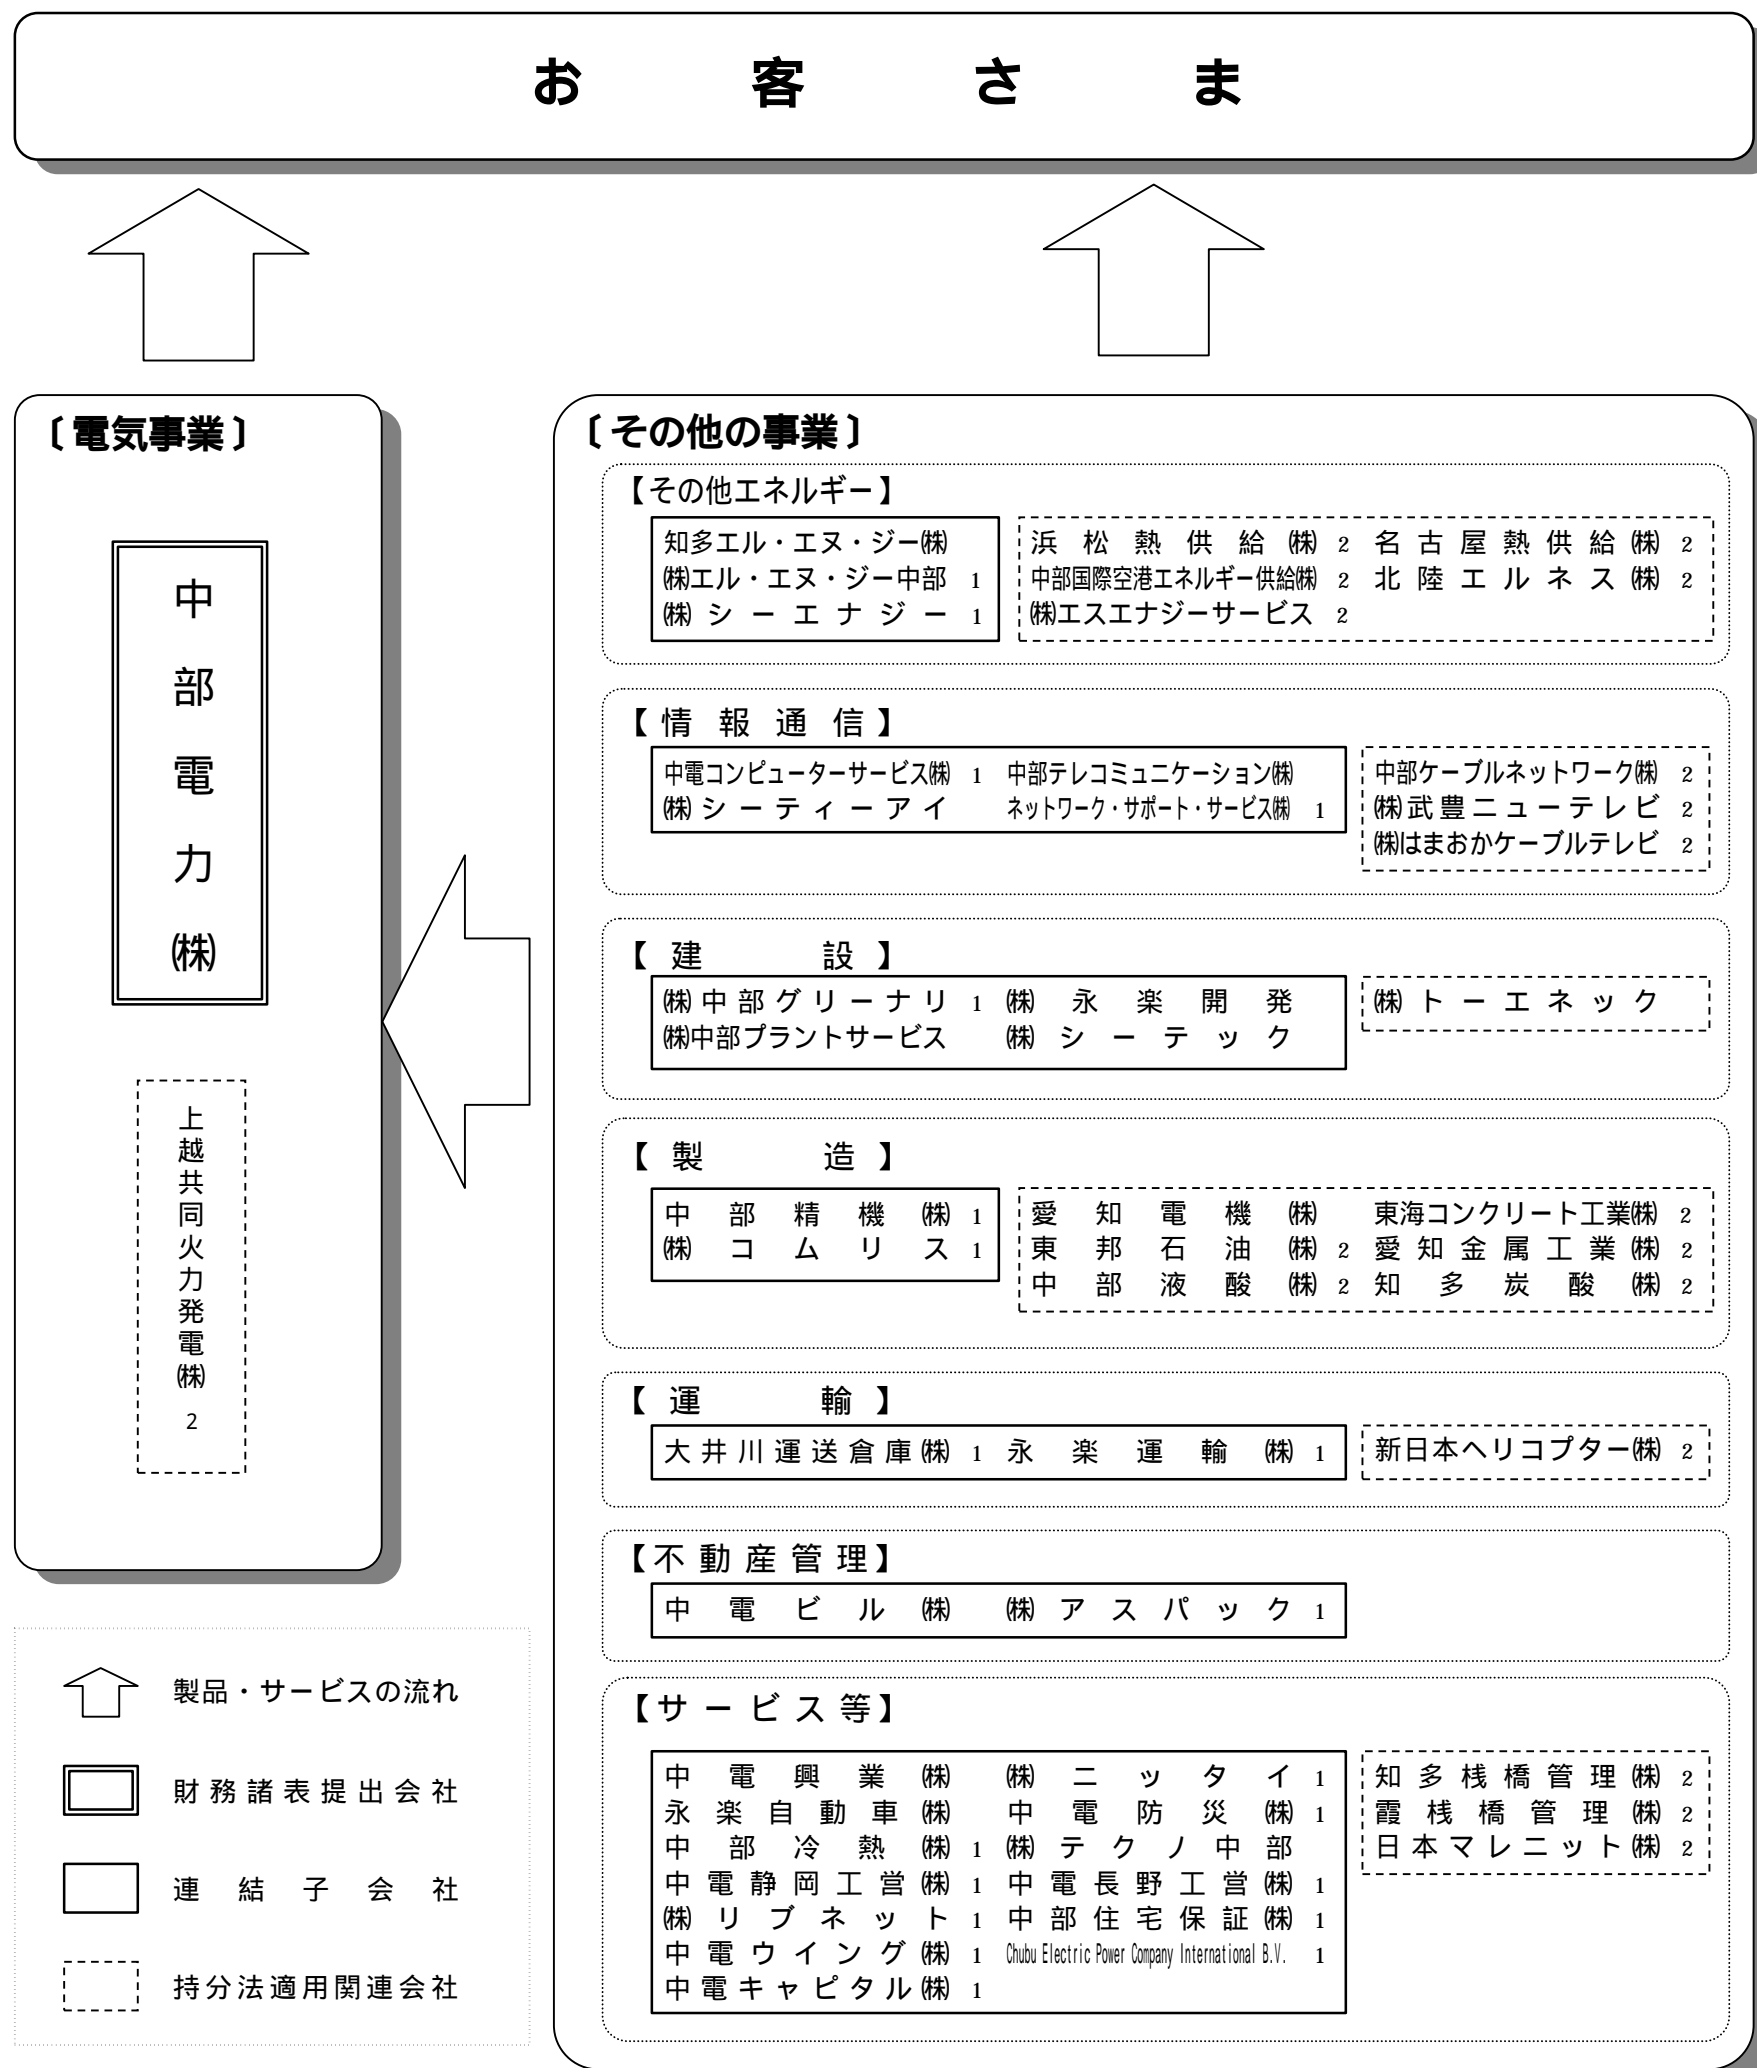 お客さま
〔電気事業〕
中部電力㈱
上越共同火力発電㈱ 2
〔その他の事業〕
【その他エネルギー】
知多エル・エヌ・ジー㈱
㈱エル・エヌ・ジー中部 1
㈱シーエナジー 1
浜松熱供給㈱ 2 名古屋熱供給㈱ 2
中部国際空港エネルギー供給㈱ 2 北陸エルネス㈱ 2
㈱エスエナジーサービス 2
【情報通信】
中電コンピューターサービス㈱ 1 中部テレコミュニケーション㈱
㈱シーティーアイ ネットワーク・サポート・サービス㈱ 1
中部ケーブルネットワーク㈱ 2
㈱武豊ニューテレビ 2
㈱はまおかケーブルテレビ 2
【建設】
㈱中部グリーナリ 1 ㈱永楽開発
㈱中部プラントサービス ㈱シーテック
㈱トーエネック
【製造】
中部精機㈱ 1
㈱コムリス 1
愛知電機㈱ 東海コンクリート工業㈱ 2
東邦石油㈱ 2 愛知金属工業㈱ 2
中部液酸㈱ 2 知多炭酸㈱ 2
【運輸】
大井川運送倉庫㈱ 1 永楽運輸㈱ 1
新日本ヘリコプター㈱ 2
【不動産管理】
中電ビル㈱ ㈱アスパック 1
【サービス等】
中電興業㈱ ㈱ニッタイ 1
永楽自動車㈱ 中電防災㈱ 1
中部冷熱㈱ 1 ㈱テクノ中部
中電静岡工営㈱ 1 中電長野工営㈱ 1
㈱リブネット 1 中部住宅保証㈱ 1
中電ウイング㈱ 1 Chubu Electric Power Company International B.V. 1
中電キャピタル㈱ 1
知多桟橋管理㈱ 2
霞桟橋管理㈱ 2
日本マレニット㈱ 2
製品・サービスの流れ
財務諸表提出会社
連結子会社
持分法適用関連会社